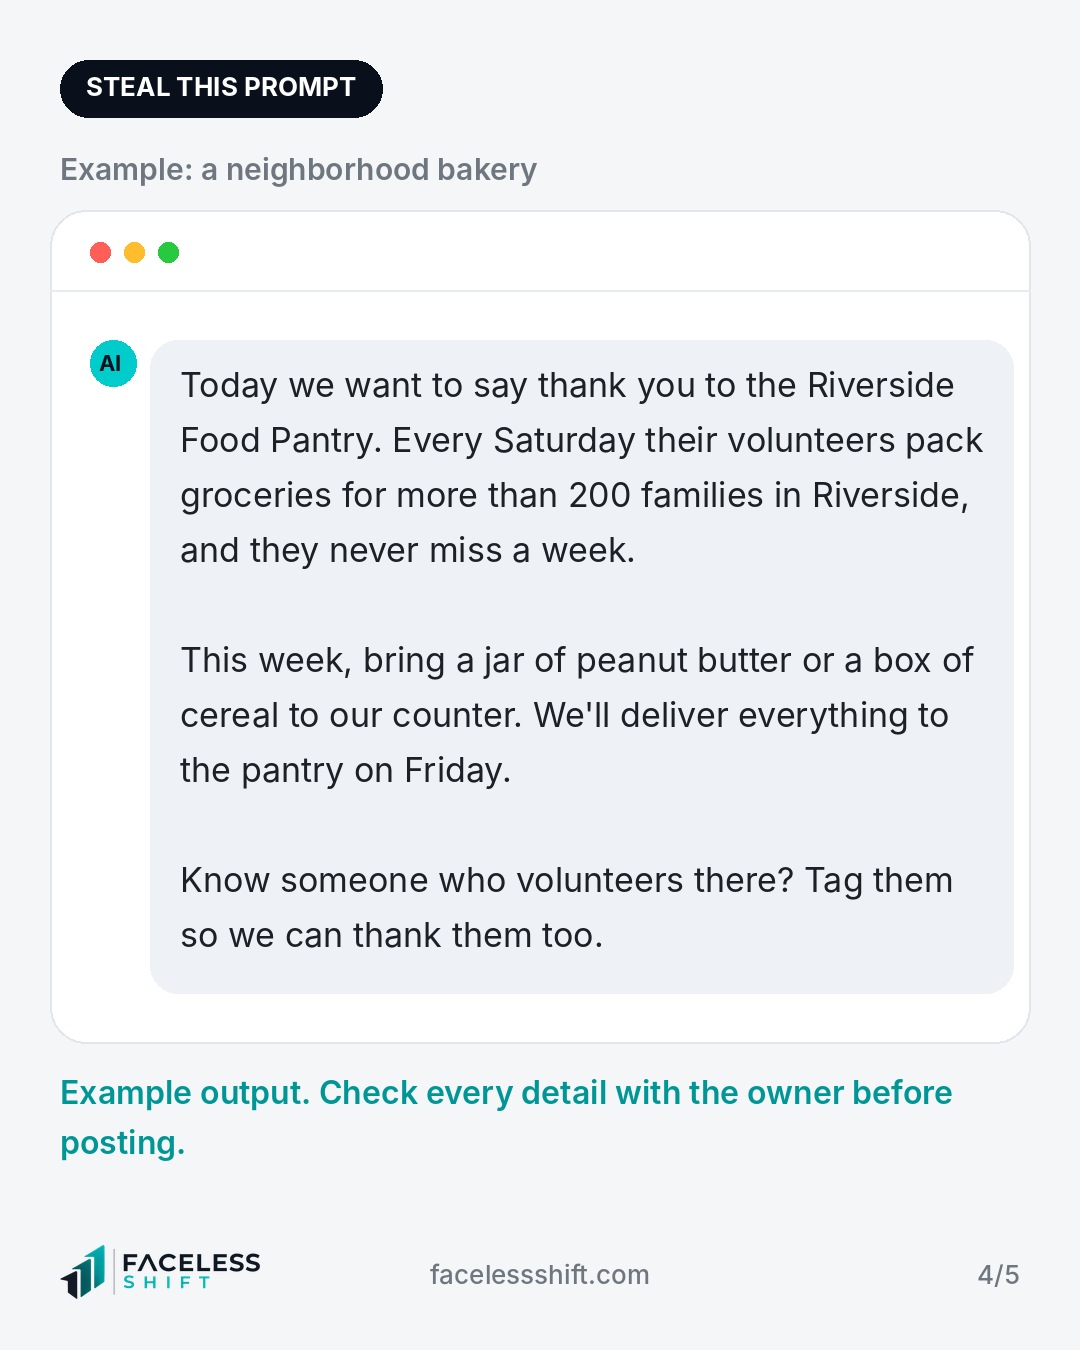 STEAL THIS PROMPT
Example: a neighborhood bakery
AI
Today we want to say thank you to the Riverside
Food Pantry. Every Saturday their volunteers pack
groceries for more than 200 families in Riverside,
and they never miss a week.
This week, bring a jar of peanut butter or a box of
cereal to our counter. We'll deliver everything to
the pantry on Friday.
Know someone who volunteers there? Tag them
so we can thank them too.
Example output. Check every detail with the owner before
posting.
FACELESS
SHIFT
facelessshift.com
4/5